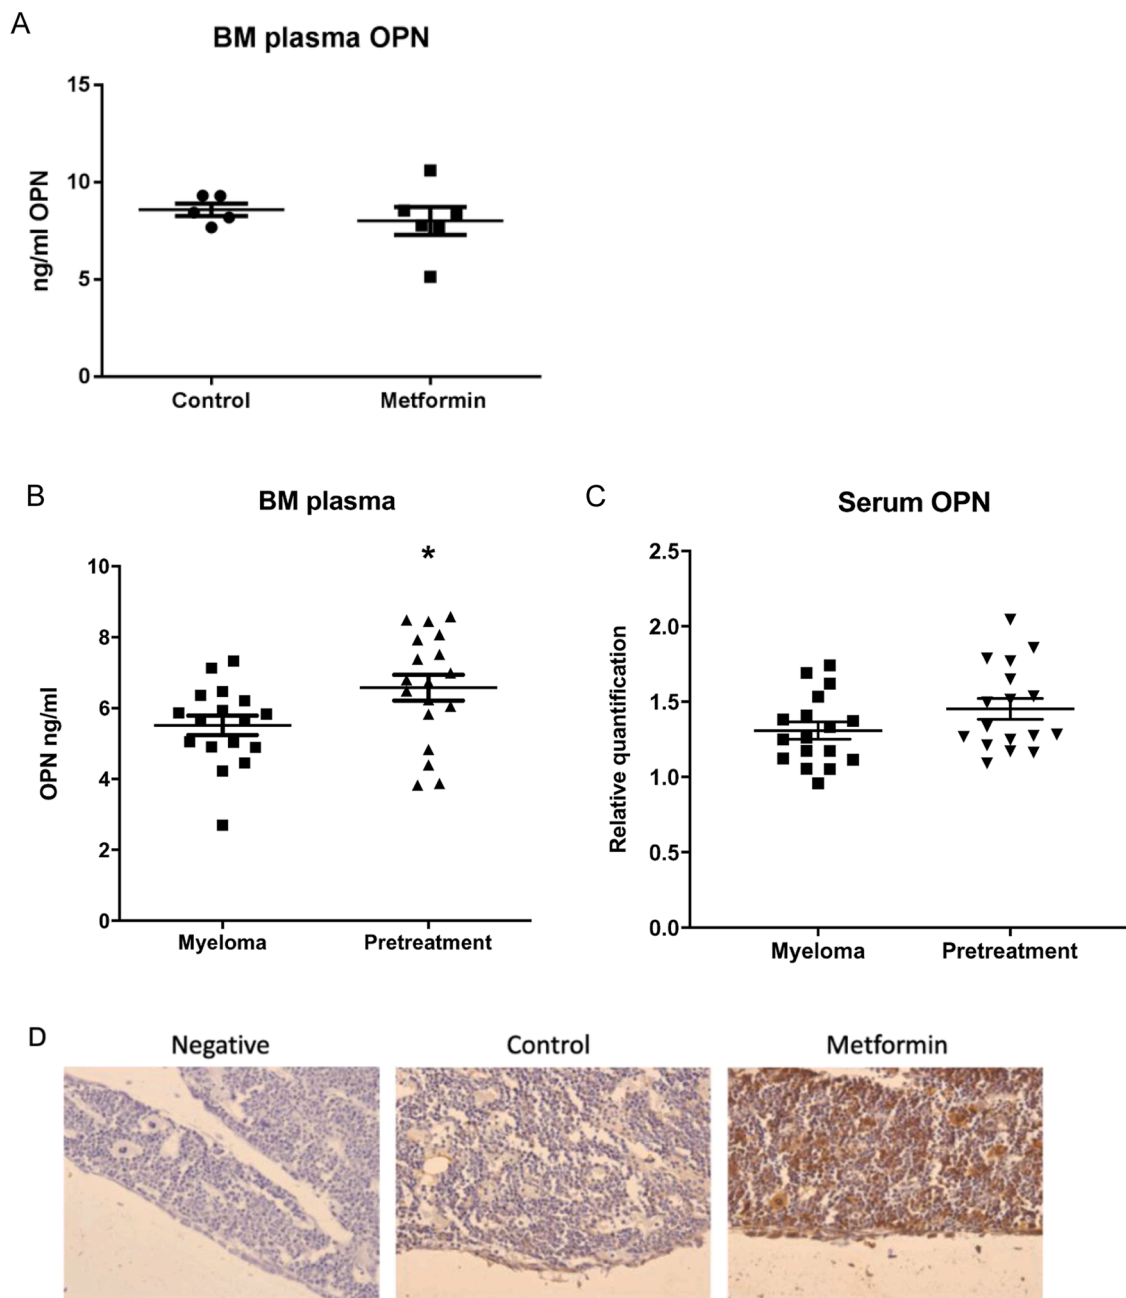 A
BM plasma OPN
ng/ml OPN
15
10
5
0
Control
Metformin
B
BM plasma
*
OPN ng/ml
10
8
6
4
2
0
Myeloma
Pretreatment
C
Serum OPN
Relative quantification
2.5
2.0
1.5
1.0
0.5
0.0
Myeloma
Pretreatment
D
Negative
Control
Metformin